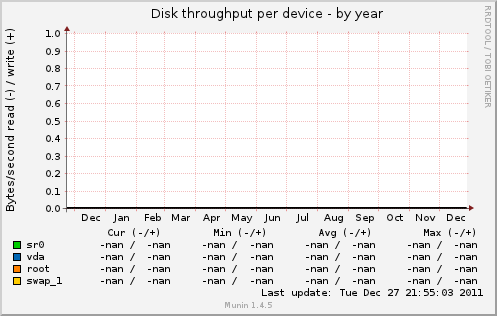 Disk throughput per device - by year
RRDTOOL / TOBI OETIKER
Bytes/second read (-) / write (+)
1.0
0.9
0.8
0.7
0.6
0.5
0.4
0.3
0.2
0.1
0.0
Dec Jan Feb Mar Apr May Jun Jul Aug Sep Oct Nov Dec
Cur (-/+) Min (-/+) Avg (-/+) Max (-/+)
sr0 -nan / -nan -nan / -nan -nan / -nan -nan / -nan
vda -nan / -nan -nan / -nan -nan / -nan -nan / -nan
root -nan / -nan -nan / -nan -nan / -nan -nan / -nan
swap_1 -nan / -nan -nan / -nan -nan / -nan -nan / -nan
Last update: Tue Dec 27 21:55:03 2011
Munin 1.4.5